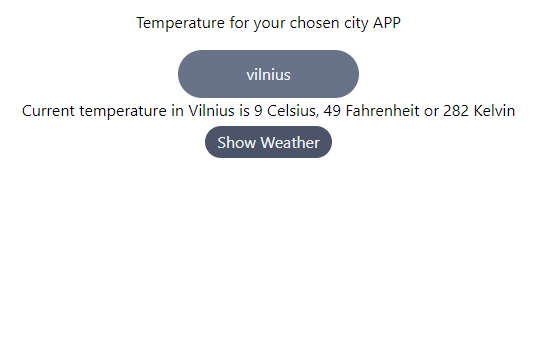 Temperature for your chosen city APP
vilnius
Current temperature in Vilnius is 9 Celsius, 49 Fahrenheit or 282 Kelvin
Show Weather